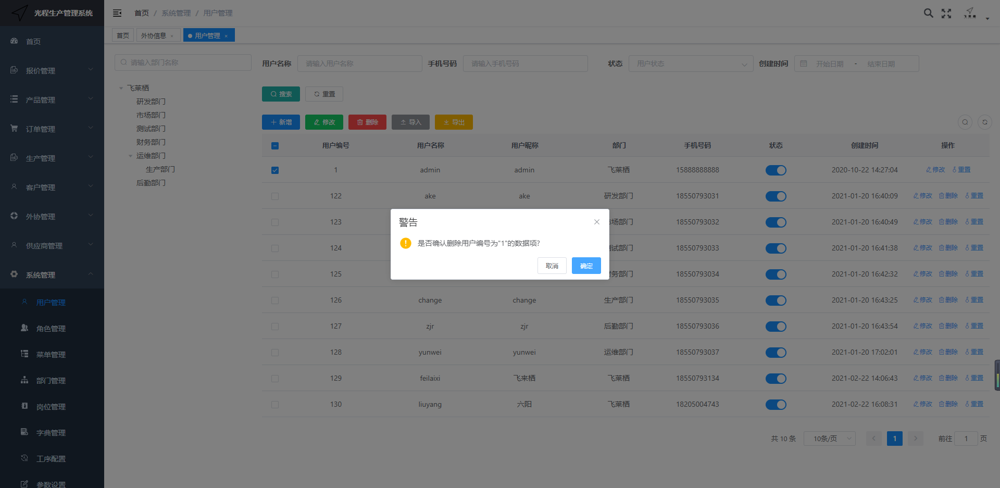 光程生产管理系统
首页 / 系统管理 / 用户管理
首页
外协信息 ×
用户管理 ×
首页
报价管理
产品管理
订单管理
生产管理
客户管理
外协管理
供应商管理
系统管理
用户管理
角色管理
菜单管理
部门管理
岗位管理
字典管理
工序配置
参数设置
请输入部门名称
飞莱栖
研发部门
市场部门
测试部门
财务部门
运维部门
生产部门
后勤部门
用户名称 请输入用户名称 手机号码 请输入手机号码 状态 用户状态 创建时间 开始日期 - 结束日期
搜索 重置
新增 修改 删除 导入 导出
用户编号 用户名称 用户昵称 部门 手机号码 状态 创建时间 操作
1 admin admin 飞莱栖 15888888888 2020-10-22 14:27:04 修改 重置
122 ake ake 研发部门 18550793031 2021-01-20 16:40:09 修改 删除 重置
123 场部门 18550793032 2021-01-20 16:40:49 修改 删除 重置
124 试部门 18550793033 2021-01-20 16:41:38 修改 删除 重置
125 务部门 18550793034 2021-01-20 16:42:32 修改 删除 重置
126 change change 生产部门 18550793035 2021-01-20 16:43:25 修改 删除 重置
127 zjr zjr 后勤部门 18550793036 2021-01-20 16:43:54 修改 删除 重置
128 yunwei yunwei 运维部门 18550793037 2021-01-20 17:02:01 修改 删除 重置
129 feilaixi 飞来栖 飞莱栖 18550793134 2021-02-22 14:06:43 修改 删除 重置
130 liuyang 六阳 飞莱栖 18205004743 2021-02-22 16:08:31 修改 删除 重置
警告
是否确认删除用户编号为"1"的数据项?
取消 确定
共 10 条 10条/页 1 前往 1 页